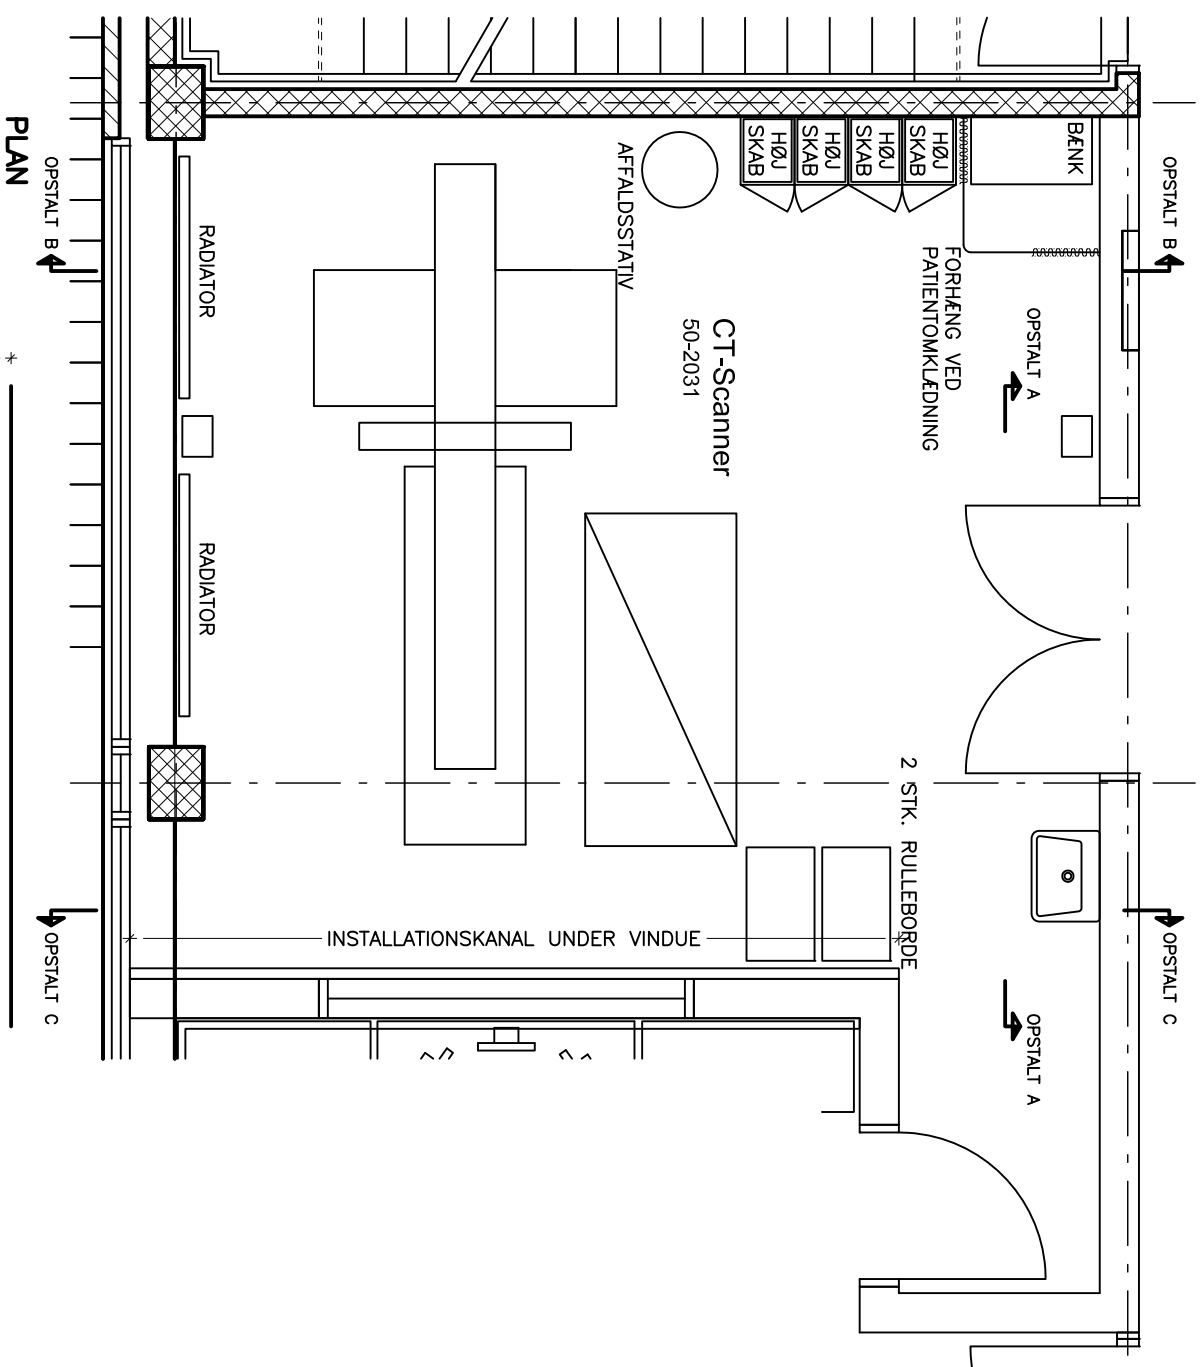 BÆNK
HØJ
SKAB
HØJ
SKAB
HØJ
SKAB
HØJ
SKAB
AFFALDSSTATIV
PLAN
OPSTALT B
OPSTALT B
RADIATOR
FORHÆNG VED
PATIENTOMKLÆDNING
OPSTALT A
CT-Scanner
50-2031
RADIATOR
2 STK. RULLEBORDE
INSTALLATIONSKANAL UNDER VINDUE
OPSTALT C
OPSTALT C
OPSTALT A